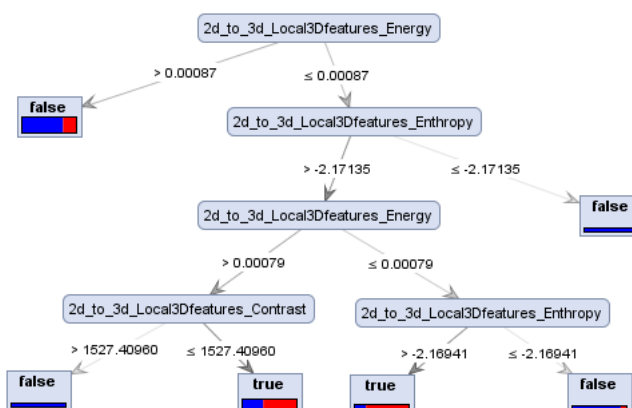 2d_to_3d_Local3Dfeatures_Energy
> 0.00087
≤ 0.00087
false
2d_to_3d_Local3Dfeatures_Enthropy
> -2.17135
≤ -2.17135
2d_to_3d_Local3Dfeatures_Energy
false
> 0.00079
≤ 0.00079
2d_to_3d_Local3Dfeatures_Contrast
2d_to_3d_Local3Dfeatures_Enthropy
> 1527.40960
≤ 1527.40960
> -2.16941
≤ -2.16941
false
true
true
false